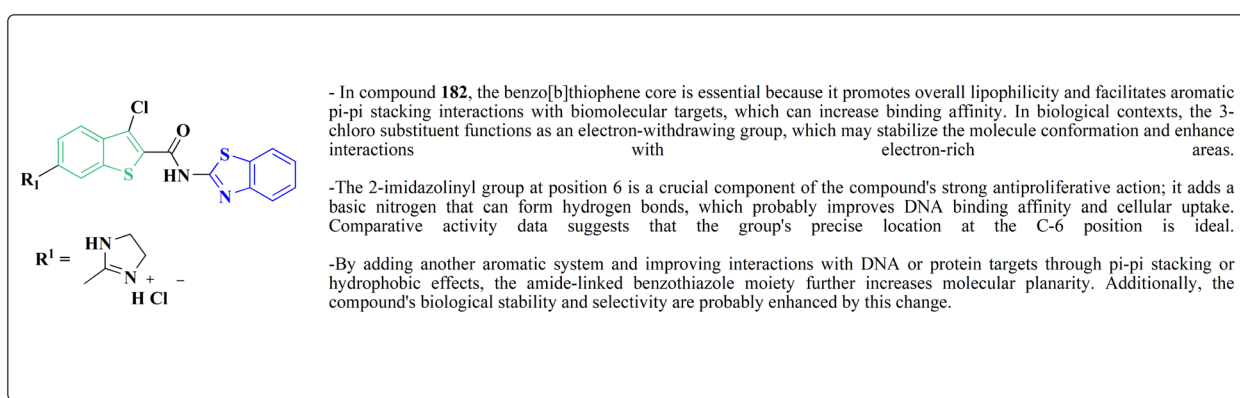 Cl
O
S
HN
S
N
R₁
R¹ =
HN
N
+
−
H Cl
- In compound 182, the benzo[b]thiophene core is essential because it promotes overall lipophilicity and facilitates aromatic
pi-pi stacking interactions with biomolecular targets, which can increase binding affinity. In biological contexts, the 3-
chloro substituent functions as an electron-withdrawing group, which may stabilize the molecule conformation and enhance
interactions with electron-rich areas.
-The 2-imidazolinyl group at position 6 is a crucial component of the compound's strong antiproliferative action; it adds a
basic nitrogen that can form hydrogen bonds, which probably improves DNA binding affinity and cellular uptake.
Comparative activity data suggests that the group's precise location at the C-6 position is ideal.
-By adding another aromatic system and improving interactions with DNA or protein targets through pi-pi stacking or
hydrophobic effects, the amide-linked benzothiazole moiety further increases molecular planarity. Additionally, the
compound's biological stability and selectivity are probably enhanced by this change.